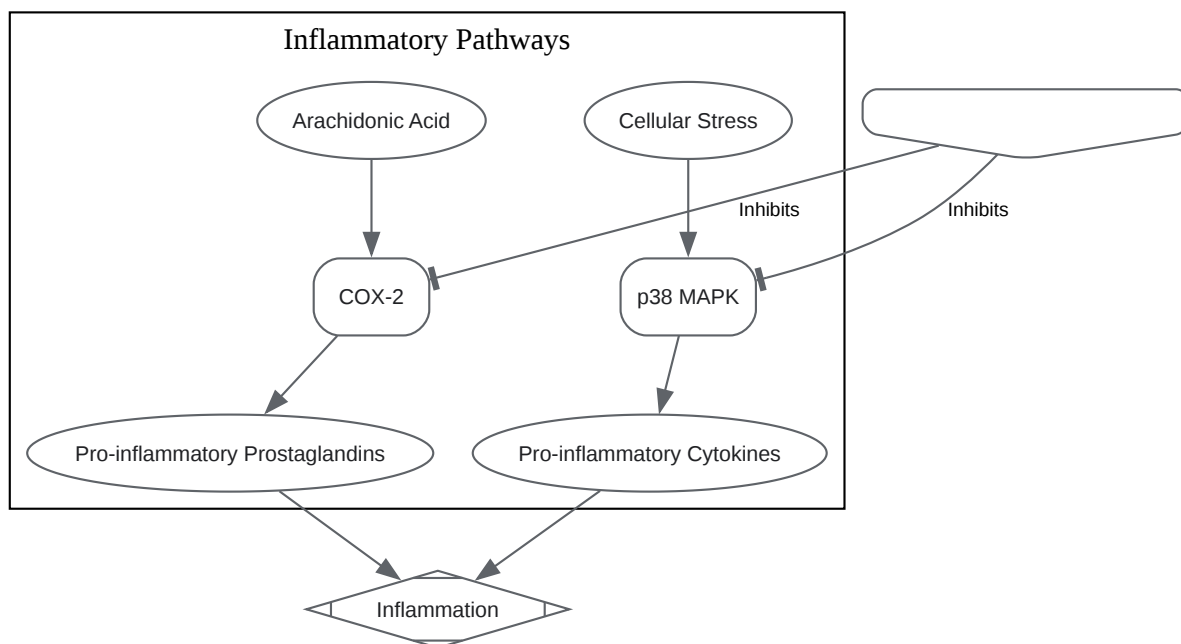 Inflammatory Pathways
Arachidonic Acid
Cellular Stress
Inhibits
Inhibits
COX-2
p38 MAPK
Pro-inflammatory Prostaglandins
Pro-inflammatory Cytokines
Inflammation